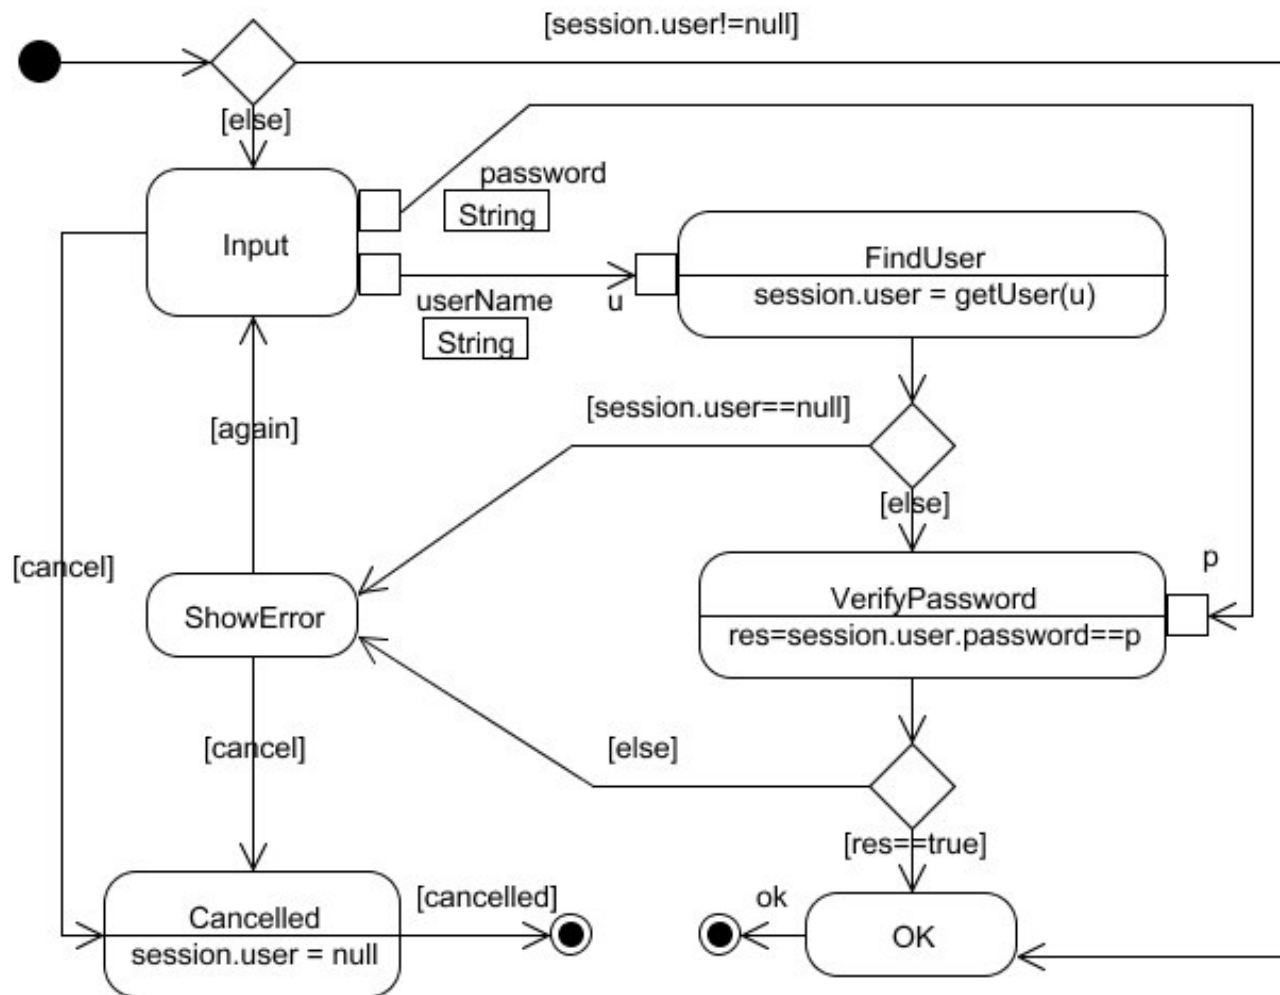 [session.user!=null]
[else]
password
String
Input
FindUser
session.user = getUser(u)
userName
u
String
[session.user==null]
[again]
[else]
[cancel]
p
VerifyPassword
res=session.user.password==p
ShowError
[cancel]
[else]
[res==true]
Cancelled
session.user = null
[cancelled]
ok
OK